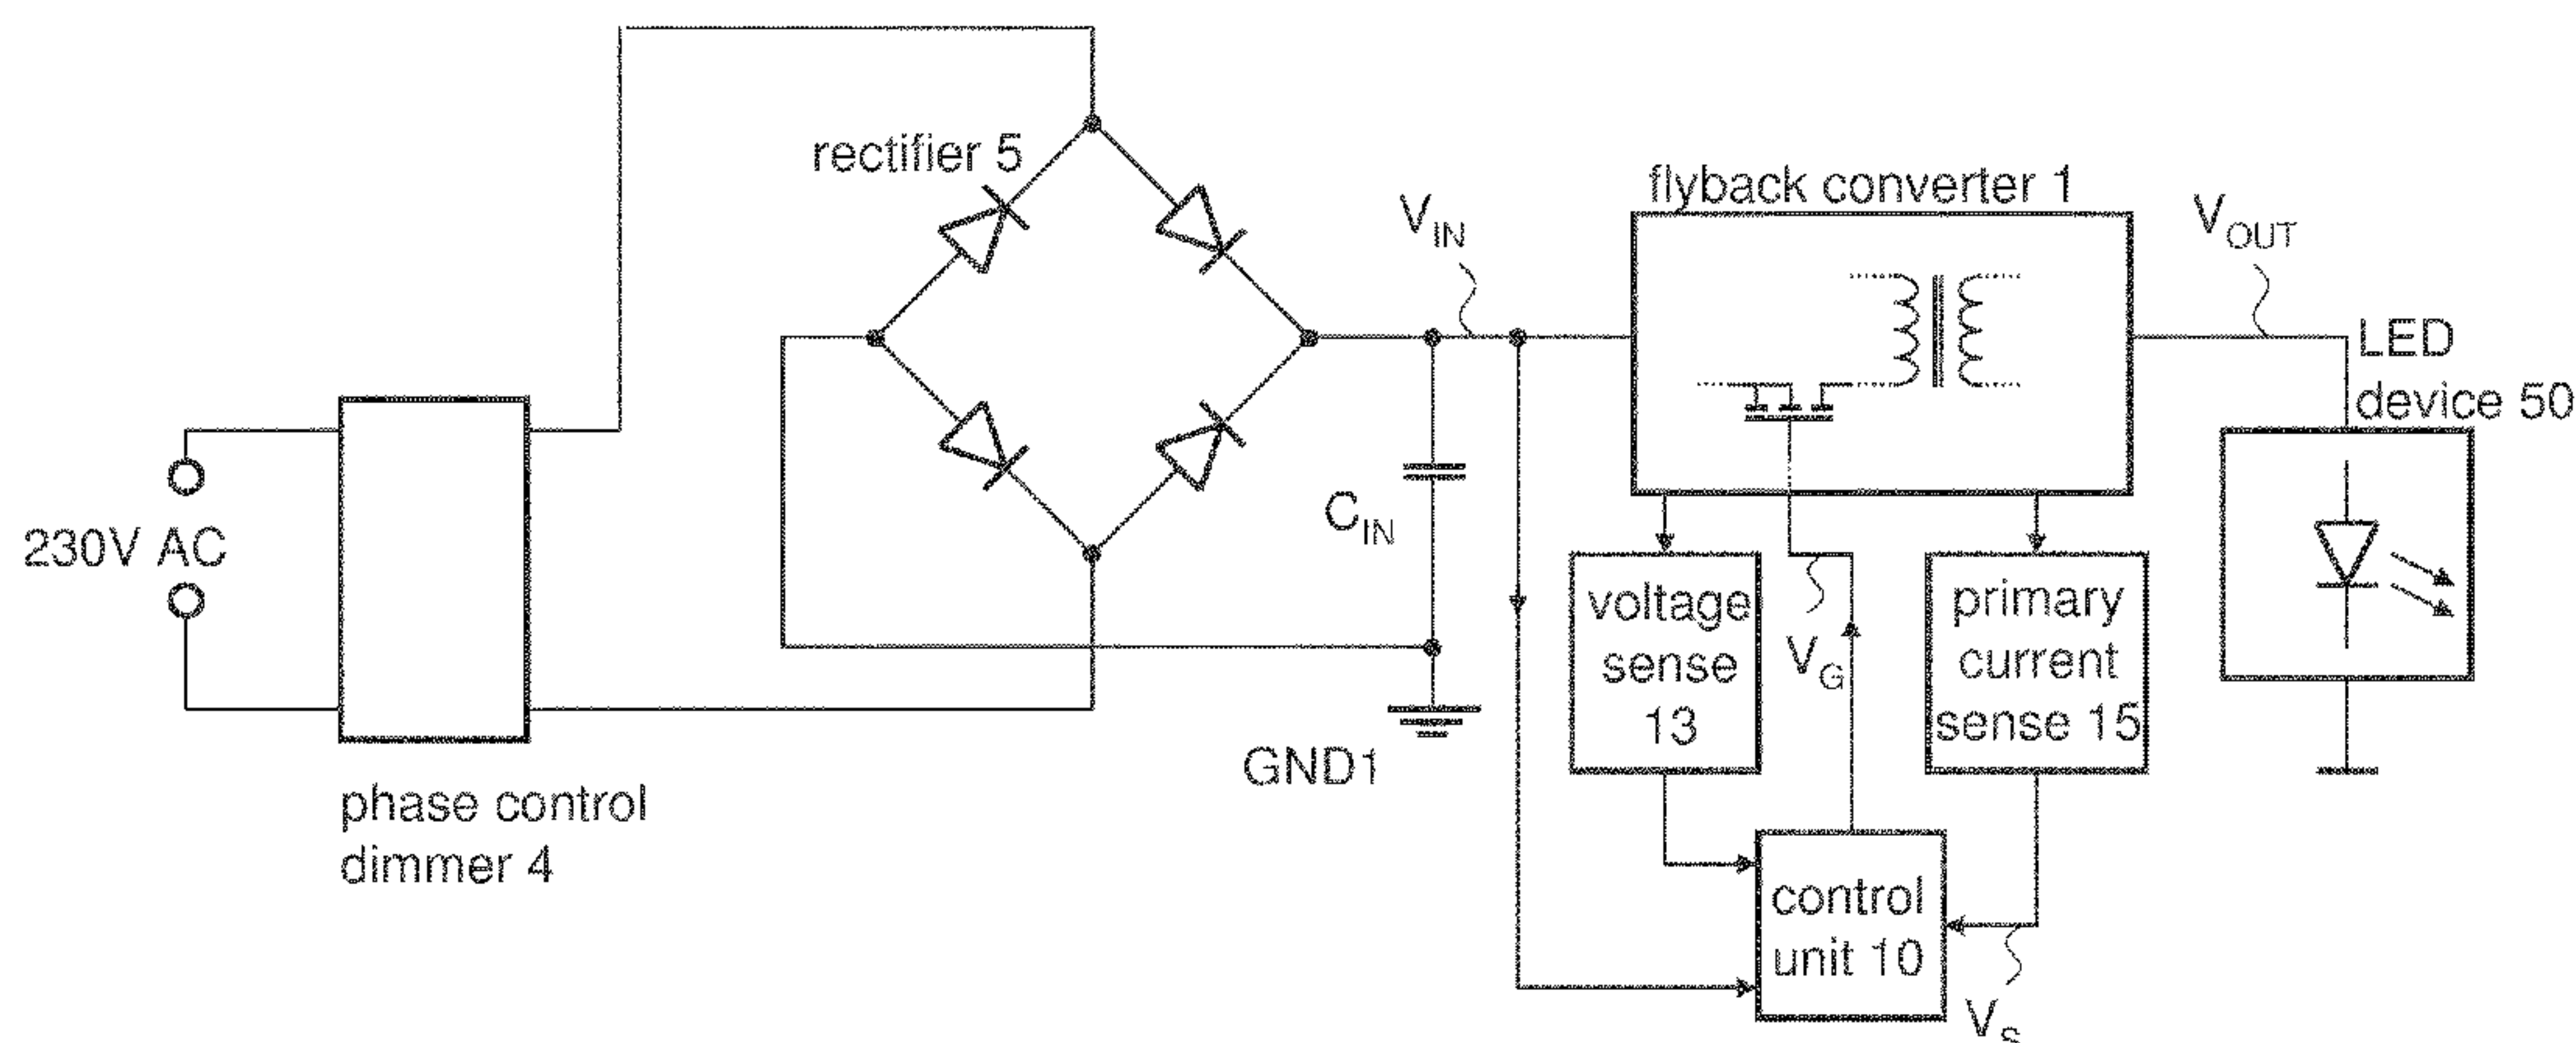 rectifier 5
flyback converter 1
V_IN
V_OUT
LED
device 50
230V AC
C_IN
GND1
voltage
sense
13
V_G
primary
current
sense 15
phase control
dimmer 4
control
unit 10
V_S